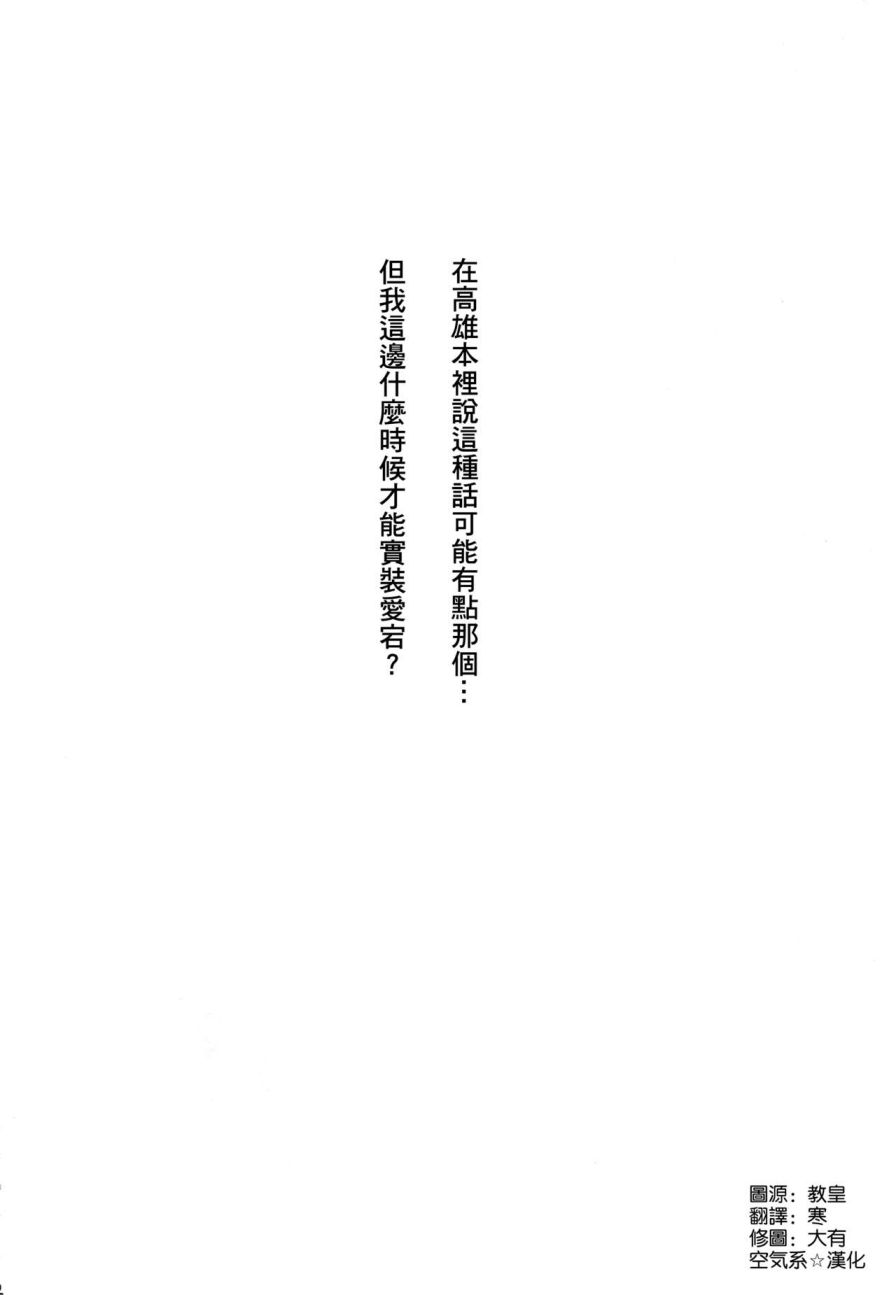 在高雄本裡說這種話可能有點那個…
但我這邊什麼時候才能實裝愛宕？
圖源：教皇
翻譯：寒
修圖：大有
空気系☆漢化